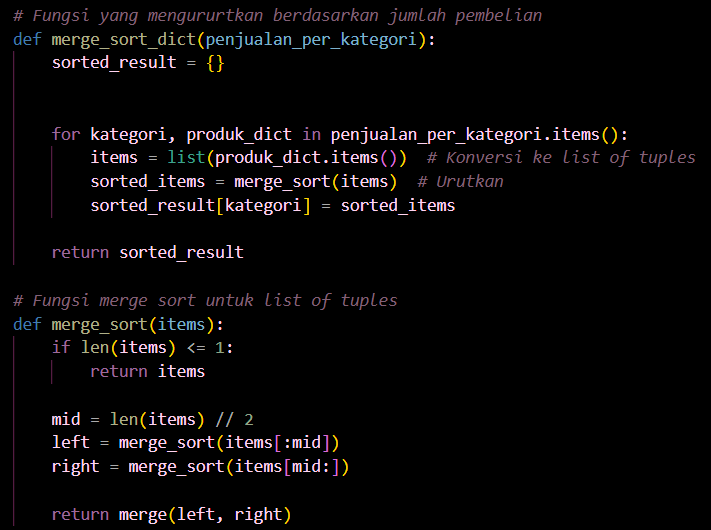 # Fungsi yang mengururtkan berdasarkan jumlah pembelian
def merge_sort_dict(penjualan_per_kategori):
    sorted_result = {}
    for kategori, produk_dict in penjualan_per_kategori.items():
        items = list(produk_dict.items())  # Konversi ke list of tuples
        sorted_items = merge_sort(items)  # Urutkan
        sorted_result[kategori] = sorted_items
    return sorted_result
# Fungsi merge sort untuk list of tuples
def merge_sort(items):
    if len(items) <= 1:
        return items
    mid = len(items) // 2
    left = merge_sort(items[:mid])
    right = merge_sort(items[mid:])
    return merge(left, right)